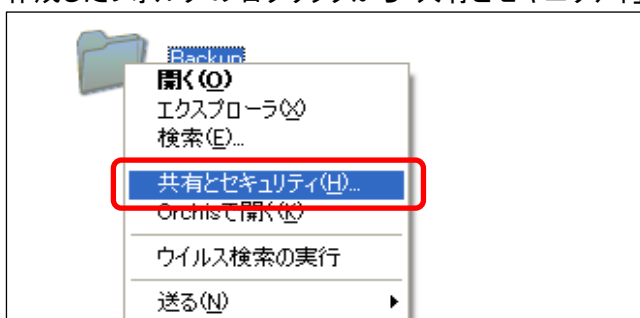 Backup
開く(O)
エクスプローラ(X)
検索(E)...
共有とセキュリティ(H)...
Orchisで開く(K)
ウイルス検索の実行
送る(N)